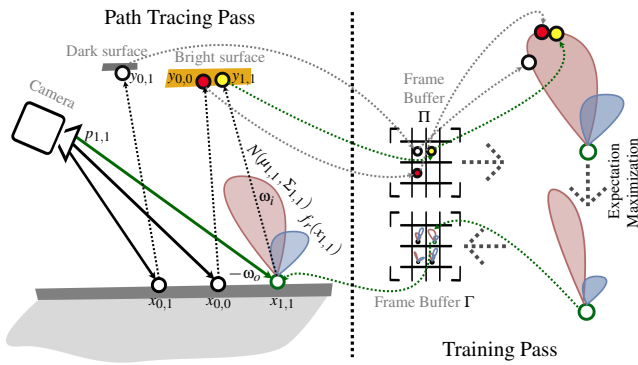 Path Tracing Pass
Dark surface
Bright surface
y0,1
y0,0
y1,1
Camera
p1,1
N(μ1,1, Σ1,1)
fr(x1,1)
ωi
−ωo
x0,1
x0,0
x1,1
Frame
Buffer
Π
Expectation
Maximization
Frame Buffer Γ
Training Pass